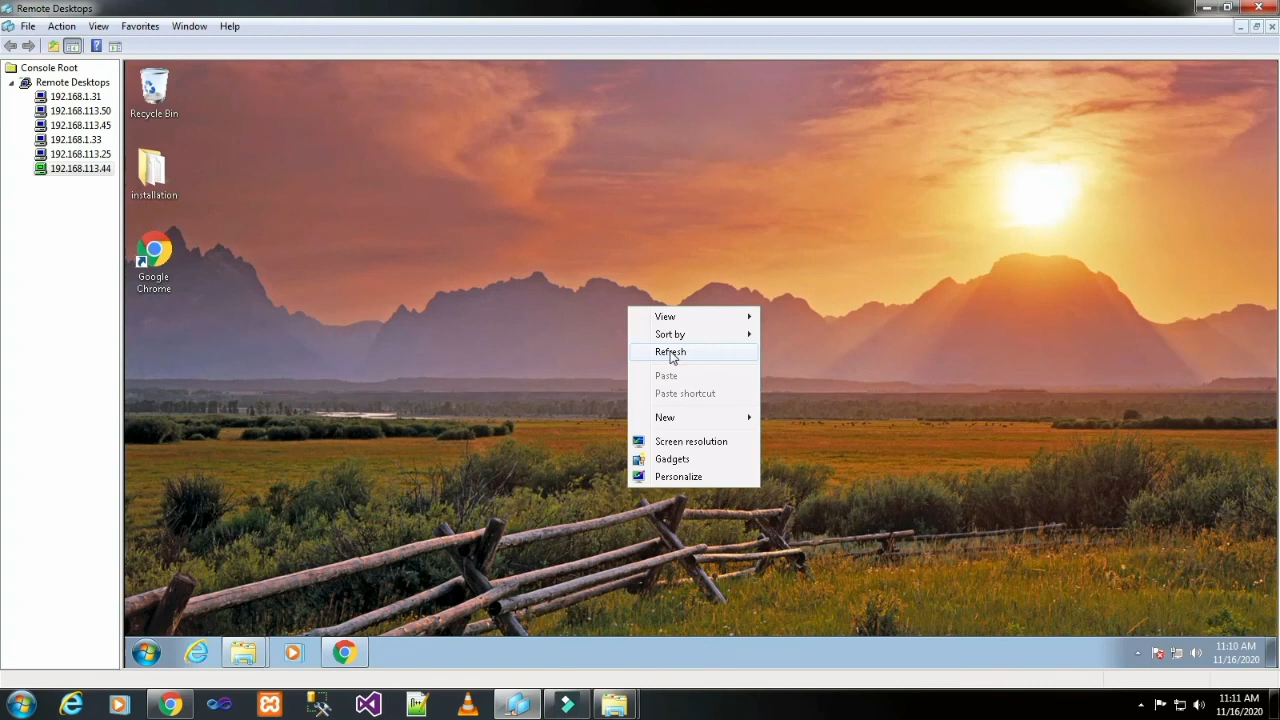 Remote Desktops
File Action View Favorites Window Help
Console Root
Remote Desktops
192.168.1.31
192.168.113.50
192.168.113.45
192.168.1.33
192.168.113.25
192.168.113.44
Recycle Bin
installation
Google
Chrome
View
Sort by
Refresh
Paste
Paste shortcut
New
Screen resolution
Gadgets
Personalize
11:10 AM
11/16/2020
11:11 AM
11/16/2020